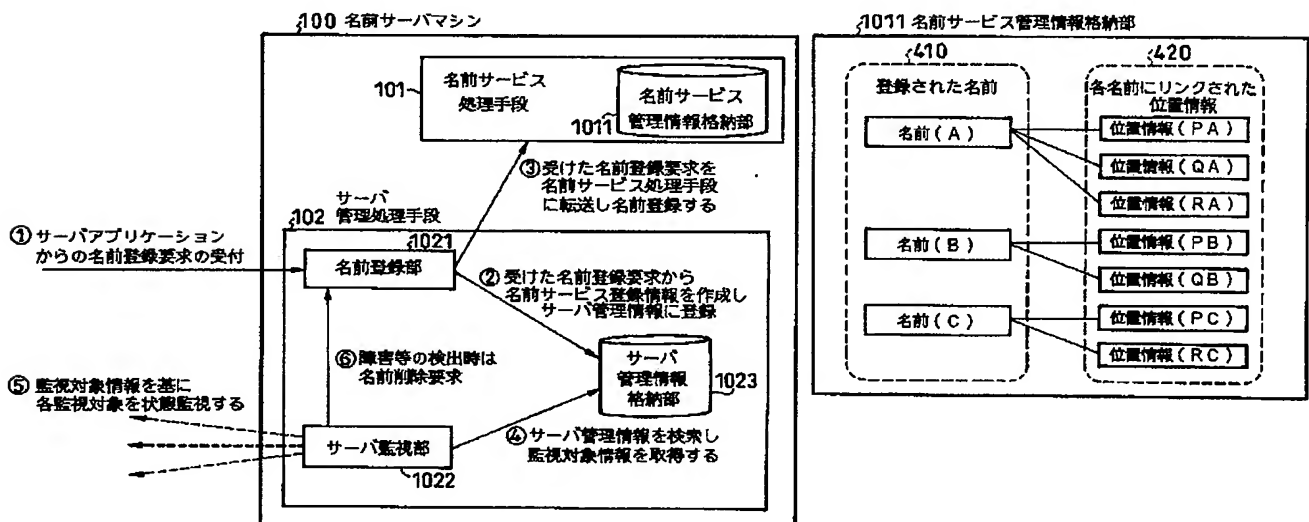 100 名前サーバマシン
101
名前サービス
処理手段
名前サービス
管理情報格納部
1011
③受けた名前登録要求を
名前サービス処理手段
に転送し名前登録する
サーバ
102 管理処理手段
①サーバアプリケーション
からの名前登録要求の受付
1021
名前登録部
②受けた名前登録要求から
名前サービス登録情報を作成し
サーバ管理情報に登録
⑥障害等の検出時は
名前削除要求
サーバ
管理情報
格納部
1023
⑤監視対象情報を基に
各監視対象を状態監視する
④サーバ管理情報を検索し
監視対象情報を取得する
サーバ監視部
1022
1011 名前サービス管理情報格納部
410
登録された名前
名前(A)
名前(B)
名前(C)
420
各名前にリンクされた
位置情報
位置情報(PA)
位置情報(QA)
位置情報(RA)
位置情報(PB)
位置情報(QB)
位置情報(PC)
位置情報(RC)